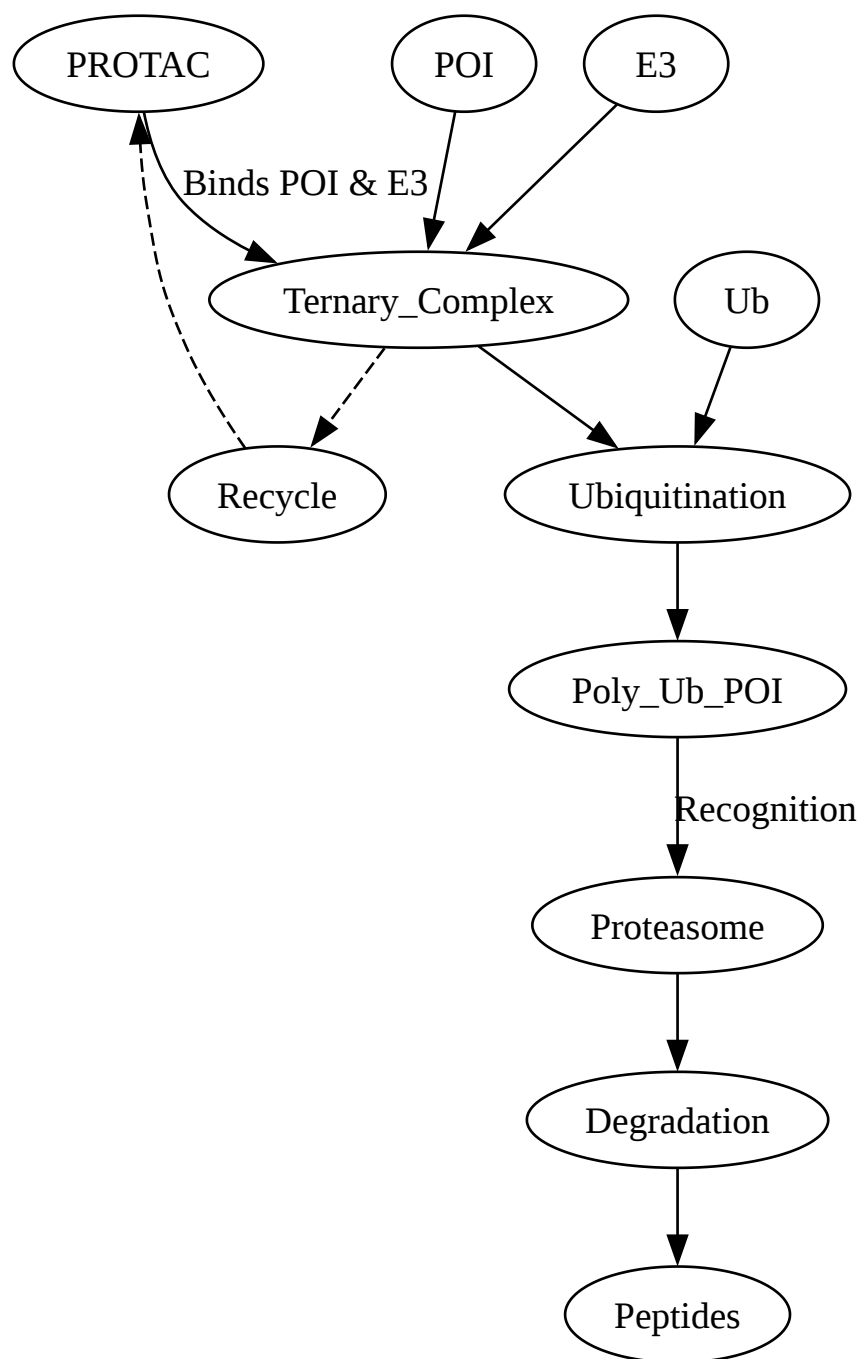 PROTAC
POI
E3
Binds POI & E3
Ternary_Complex
Ub
Recycle
Ubiquitination
Poly_Ub_POI
Recognition
Proteasome
Degradation
Peptides